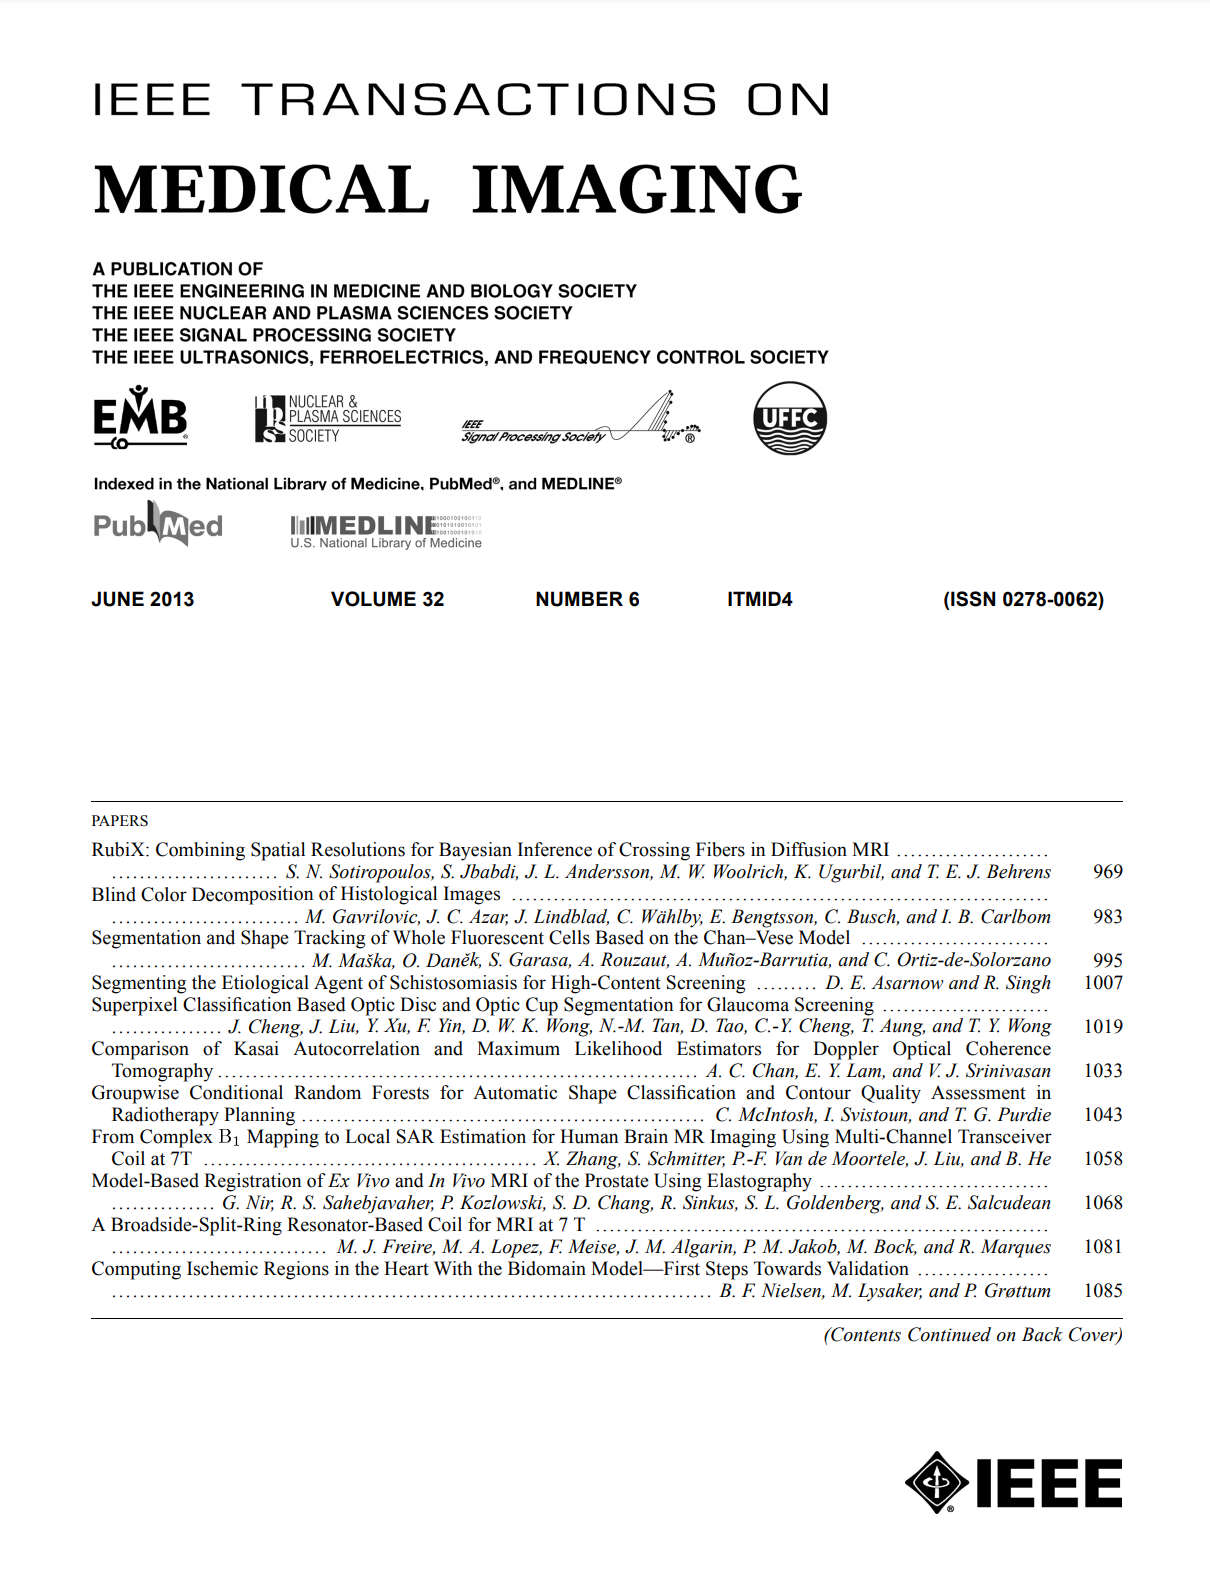 IEEE TRANSACTIONS ON
MEDICAL IMAGING
A PUBLICATION OF
THE IEEE ENGINEERING IN MEDICINE AND BIOLOGY SOCIETY
THE IEEE NUCLEAR AND PLASMA SCIENCES SOCIETY
THE IEEE SIGNAL PROCESSING SOCIETY
THE IEEE ULTRASONICS, FERROELECTRICS, AND FREQUENCY CONTROL SOCIETY
EMB
NUCLEAR &
PLASMA SCIENCES
SOCIETY
IEEE
Signal Processing Society ®
UFFC
Indexed in the National Library of Medicine, PubMed®, and MEDLINE®
PubMed
MEDLINE
U.S. National Library of Medicine
JUNE 2013 VOLUME 32 NUMBER 6 ITMID4 (ISSN 0278-0062)
PAPERS
RubiX: Combining Spatial Resolutions for Bayesian Inference of Crossing Fibers in Diffusion MRI ......................
........................ S. N. Sotiropoulos, S. Jbabdi, J. L. Andersson, M. W. Woolrich, K. Ugurbil, and T. E. J. Behrens 969
Blind Color Decomposition of Histological Images ..............................................................................
........................... M. Gavrilovic, J. C. Azar, J. Lindblad, C. Wählby, E. Bengtsson, C. Busch, and I. B. Carlbom 983
Segmentation and Shape Tracking of Whole Fluorescent Cells Based on the Chan–Vese Model ...........................
............................ M. Maška, O. Daněk, S. Garasa, A. Rouzaut, A. Muñoz-Barrutia, and C. Ortiz-de-Solorzano 995
Segmenting the Etiological Agent of Schistosomiasis for High-Content Screening ......... D. E. Asarnow and R. Singh 1007
Superpixel Classification Based Optic Disc and Optic Cup Segmentation for Glaucoma Screening ........................
................ J. Cheng, J. Liu, Y. Xu, F. Yin, D. W. K. Wong, N.-M. Tan, D. Tao, C.-Y. Cheng, T. Aung, and T. Y. Wong 1019
Comparison of Kasai Autocorrelation and Maximum Likelihood Estimators for Doppler Optical Coherence
Tomography ..................................................................... A. C. Chan, E. Y. Lam, and V. J. Srinivasan 1033
Groupwise Conditional Random Forests for Automatic Shape Classification and Contour Quality Assessment in
Radiotherapy Planning .......................................................... C. McIntosh, I. Svistoun, and T. G. Purdie 1043
From Complex B₁ Mapping to Local SAR Estimation for Human Brain MR Imaging Using Multi-Channel Transceiver
Coil at 7T ................................................ X. Zhang, S. Schmitter, P.-F. Van de Moortele, J. Liu, and B. He 1058
Model-Based Registration of Ex Vivo and In Vivo MRI of the Prostate Using Elastography .................................
............... G. Nir, R. S. Sahebjavaher, P. Kozlowski, S. D. Chang, R. Sinkus, S. L. Goldenberg, and S. E. Salcudean 1068
A Broadside-Split-Ring Resonator-Based Coil for MRI at 7 T ..................................................................
............................... M. J. Freire, M. A. Lopez, F. Meise, J. M. Algarin, P. M. Jakob, M. Bock, and R. Marques 1081
Computing Ischemic Regions in the Heart With the Bidomain Model—First Steps Towards Validation ...................
....................................................................................... B. F. Nielsen, M. Lysaker, and P. Grøttum 1085
(Contents Continued on Back Cover)
IEEE